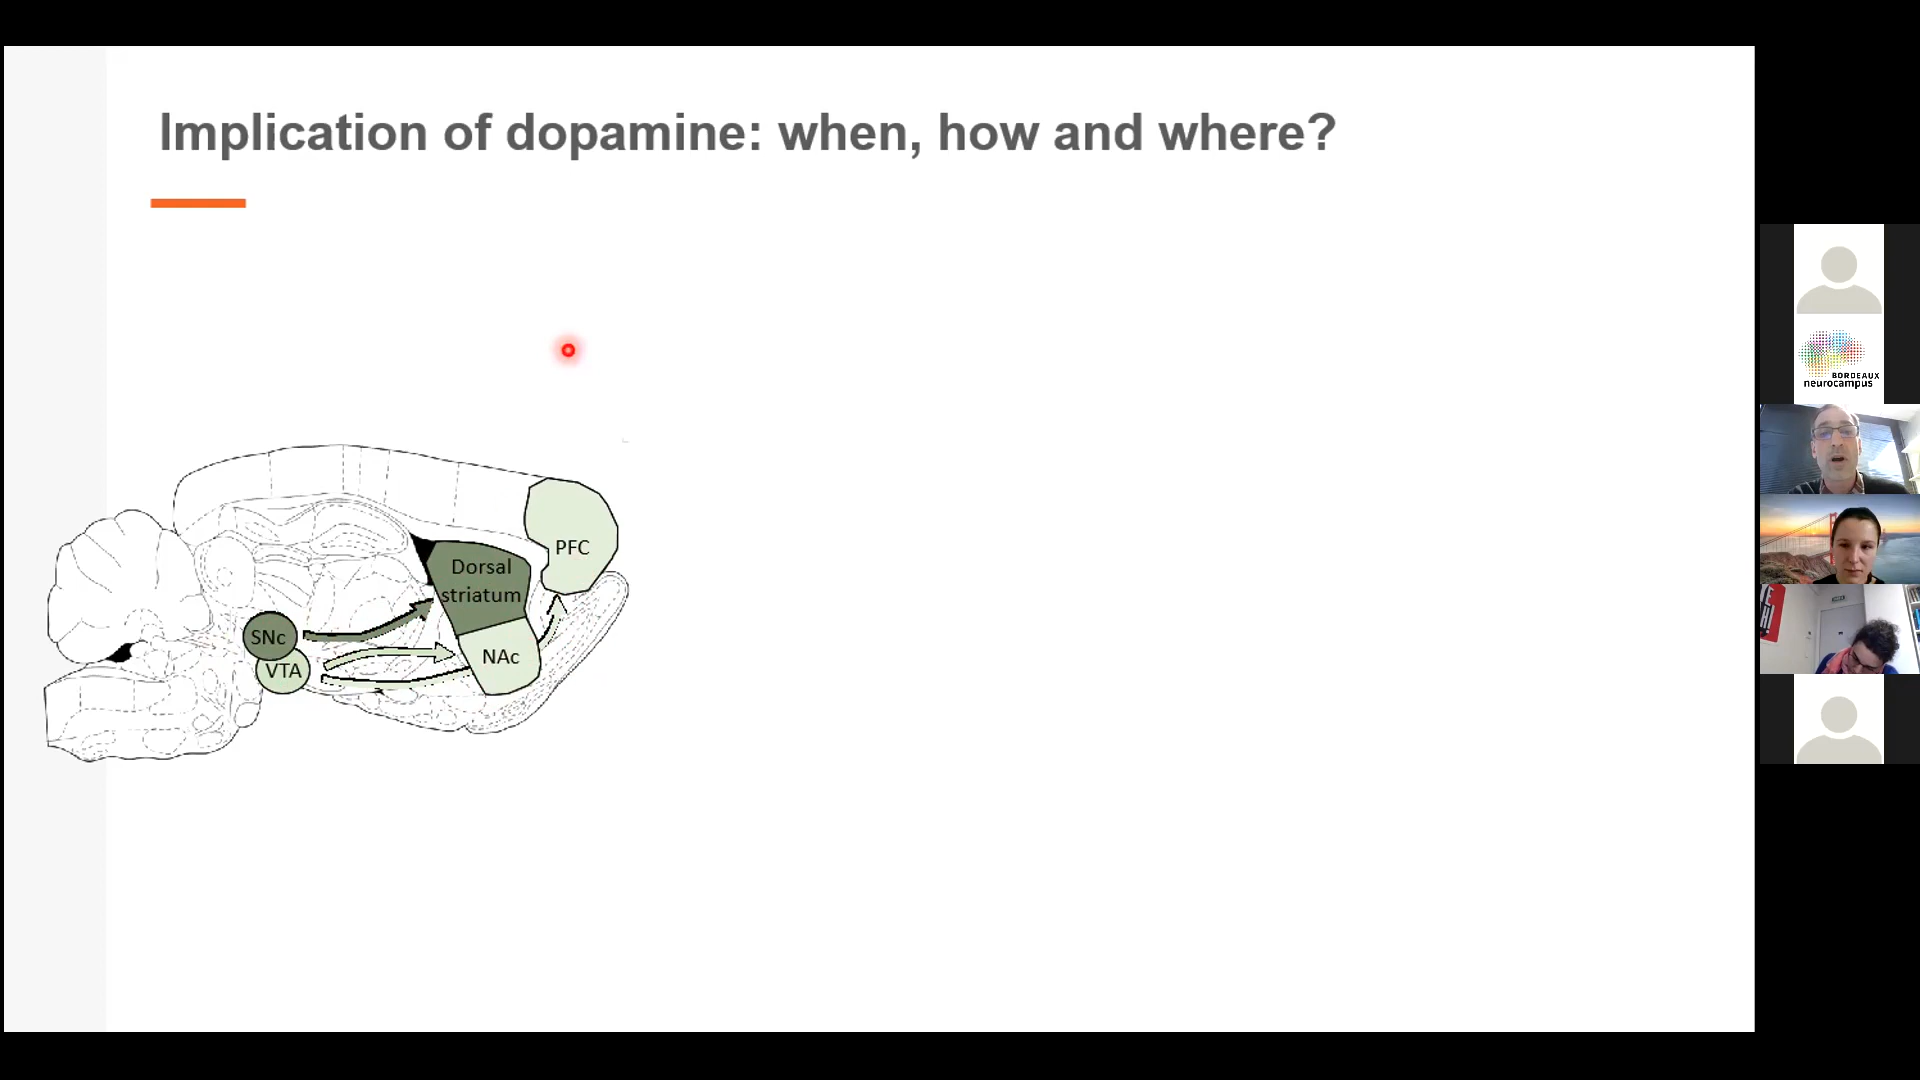 Implication of dopamine: when, how and where?
PFC
Dorsal
striatum
SNc
NAc
VTA
BORDEAUX
neurocampus